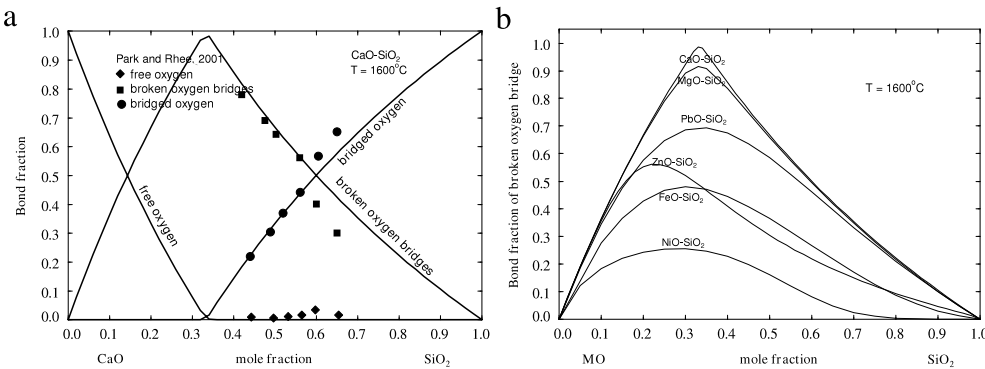 a
1.0
0.9
0.8
0.7
0.6
0.5
0.4
0.3
0.2
0.1
0.0
Bond fraction
Park and Rhee, 2001
free oxygen
broken oxygen bridges
bridged oxygen
CaO-SiO₂
T = 1600°C
free oxygen
bridged oxygen
broken oxygen bridges
0.0 0.1 0.2 0.3 0.4 0.5 0.6 0.7 0.8 0.9 1.0
CaO mole fraction SiO₂
b
1.0
0.9
0.8
0.7
0.6
0.5
0.4
0.3
0.2
0.1
0.0
Bond fraction of broken oxygen bridge
T = 1600°C
CaO-SiO₂
MgO-SiO₂
PbO-SiO₂
ZnO-SiO₂
FeO-SiO₂
NiO-SiO₂
0.0 0.1 0.2 0.3 0.4 0.5 0.6 0.7 0.8 0.9 1.0
MO mole fraction SiO₂